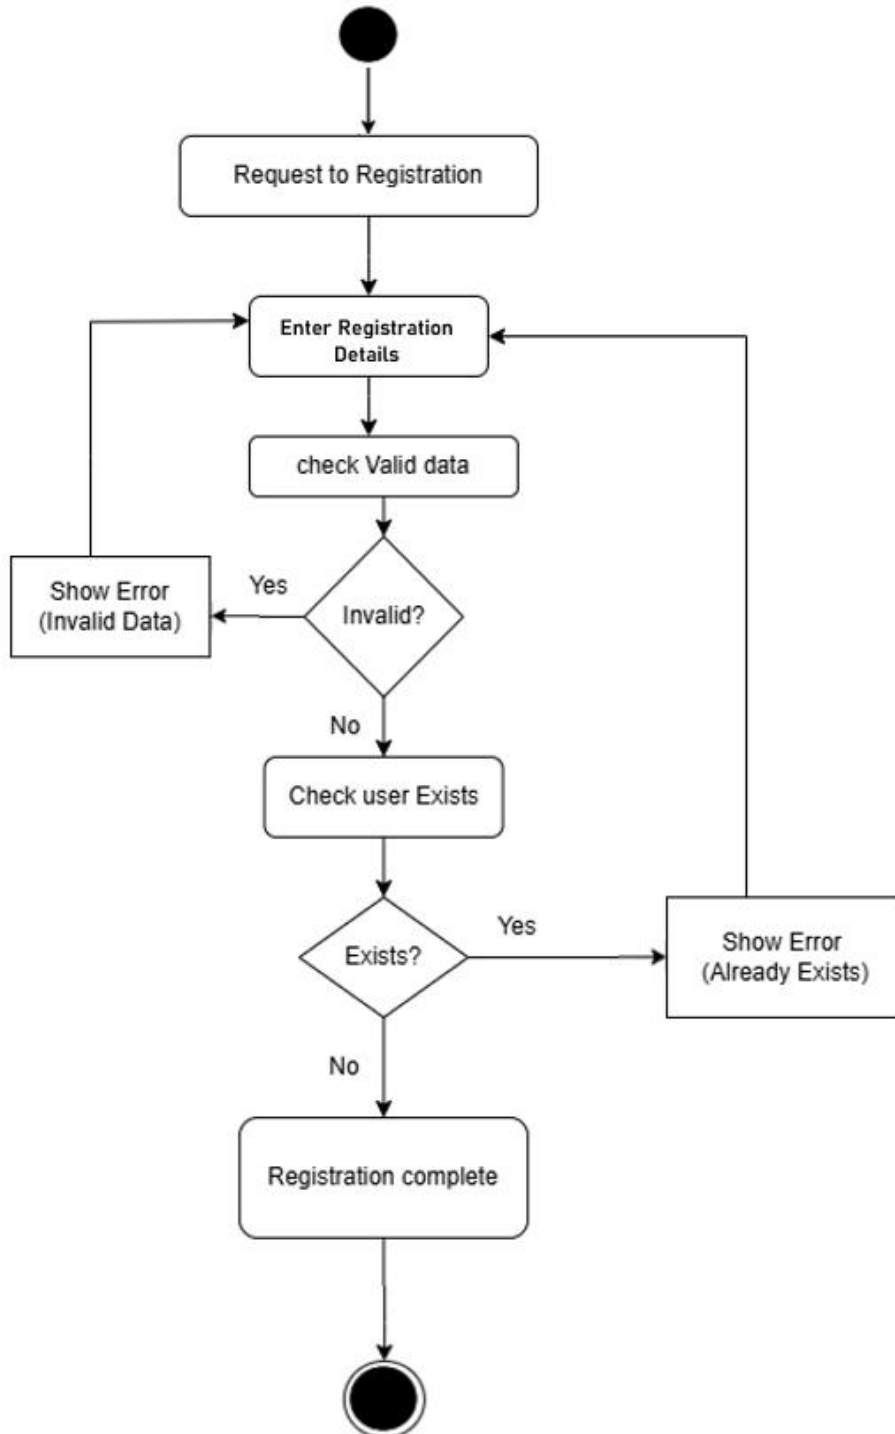 Request to Registration
Enter Registration
Details
check Valid data
Yes
Show Error
(Invalid Data)
Invalid?
No
Check user Exists
Yes
Exists?
Show Error
(Already Exists)
No
Registration complete